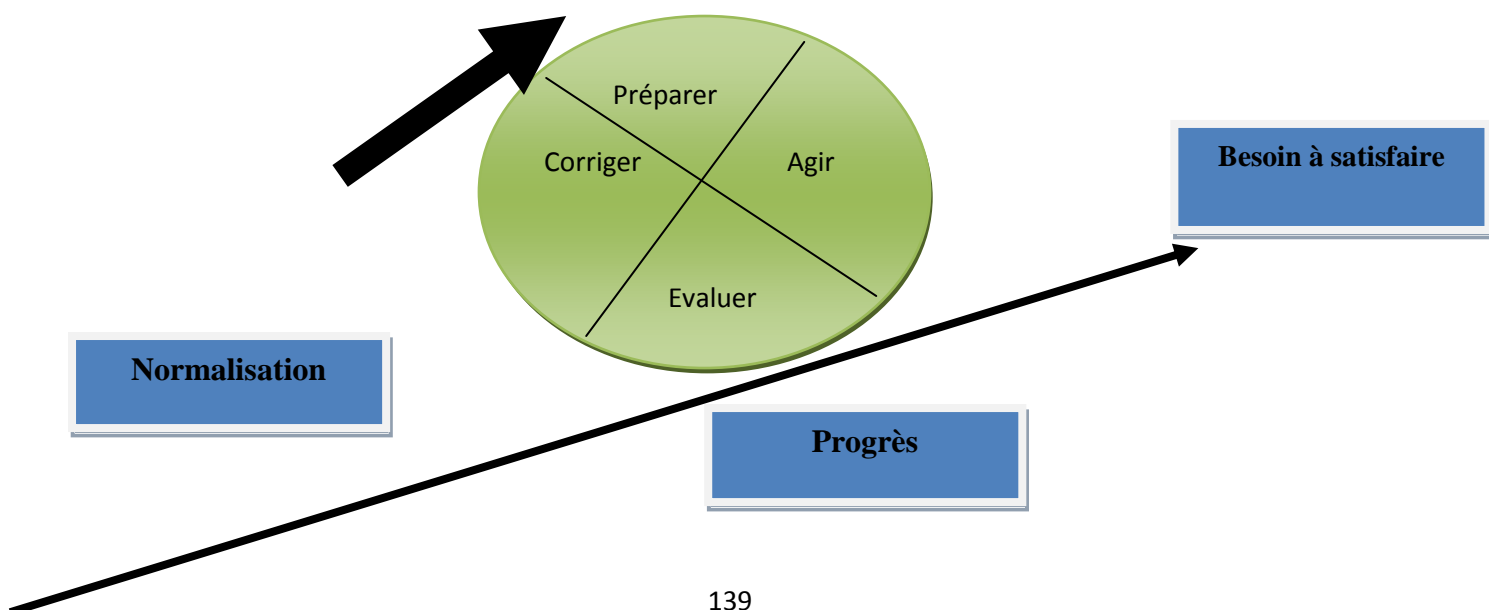 Préparer
Corriger
Agir
Besoin à satisfaire
Evaluer
Normalisation
Progrès
139